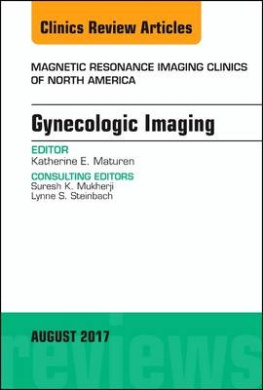 Clinics Review Articles
MAGNETIC RESONANCE IMAGING CLINICS
OF NORTH AMERICA
Gynecologic Imaging
EDITOR
Katherine E. Maturen
CONSULTING EDITORS
Suresh K. Mukherji
Lynne S. Steinbach
AUGUST 2017
reviews